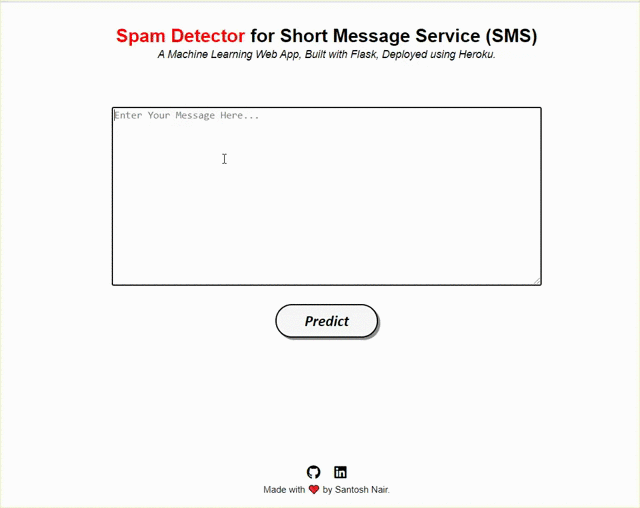 Spam Detector for Short Message Service (SMS)
A Machine Learning Web App, Built with Flask, Deployed using Heroku.
Enter Your Message Here...
Predict
Made with ❤ by Santosh Nair.